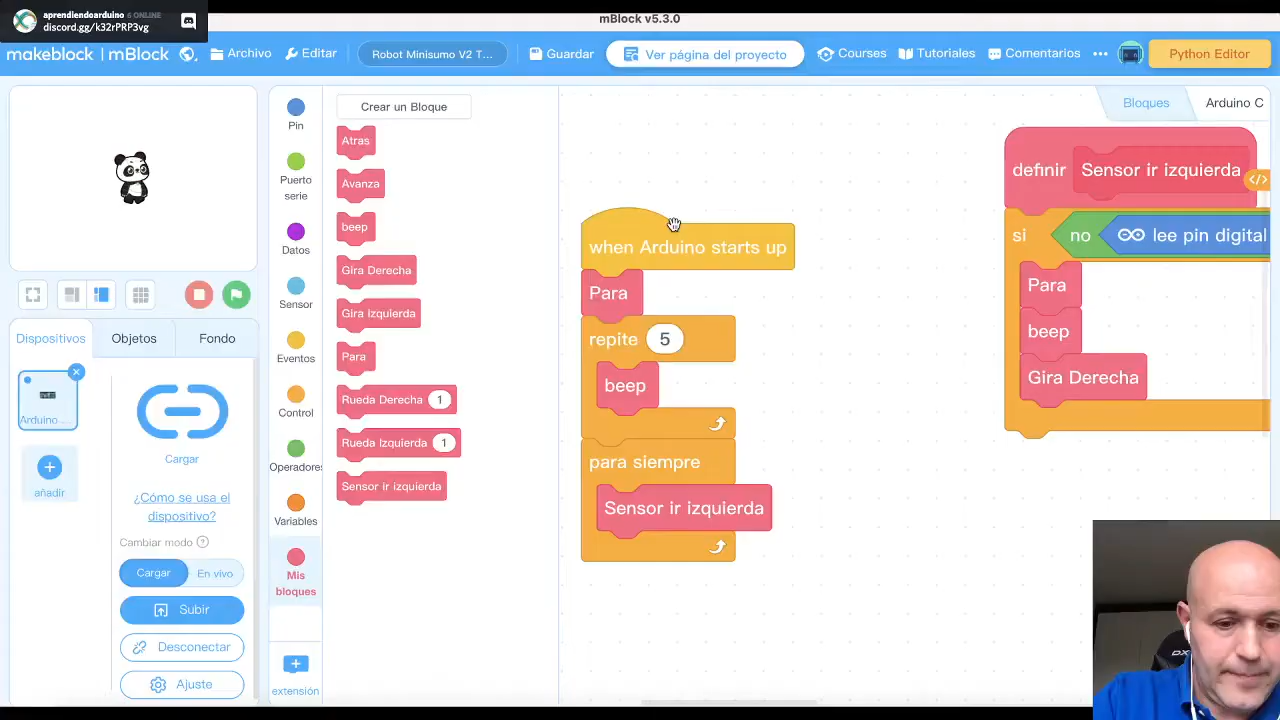 aprendiendoarduino 6 ONLINE
discord.gg/k32rPRP3vg
mBlock v5.3.0
makeblock | mBlock
Archivo
Editar
Robot Minisumo V2 T...
Guardar
Ver página del proyecto
Courses
Tutoriales
Comentarios
•••
Python Editor
Pin
Puerto
serie
Datos
Sensor
Eventos
Control
Operadores
Variables
Mis
bloques
extensión
Crear un Bloque
Atras
Avanza
beep
Gira Derecha
Gira Izquierda
Para
Rueda Derecha 1
Rueda Izquierda 1
Sensor ir izquierda
Dispositivos
Objetos
Fondo
Arduino ...
añadir
Cargar
¿Cómo se usa el
dispositivo?
Cambiar modo ?
Cargar
En vivo
Subir
Desconectar
Ajuste
when Arduino starts up
Para
repite 5
beep
para siempre
Sensor ir izquierda
Bloques
Arduino C
definir Sensor ir izquierda
si no lee pin digital
Para
beep
Gira Derecha